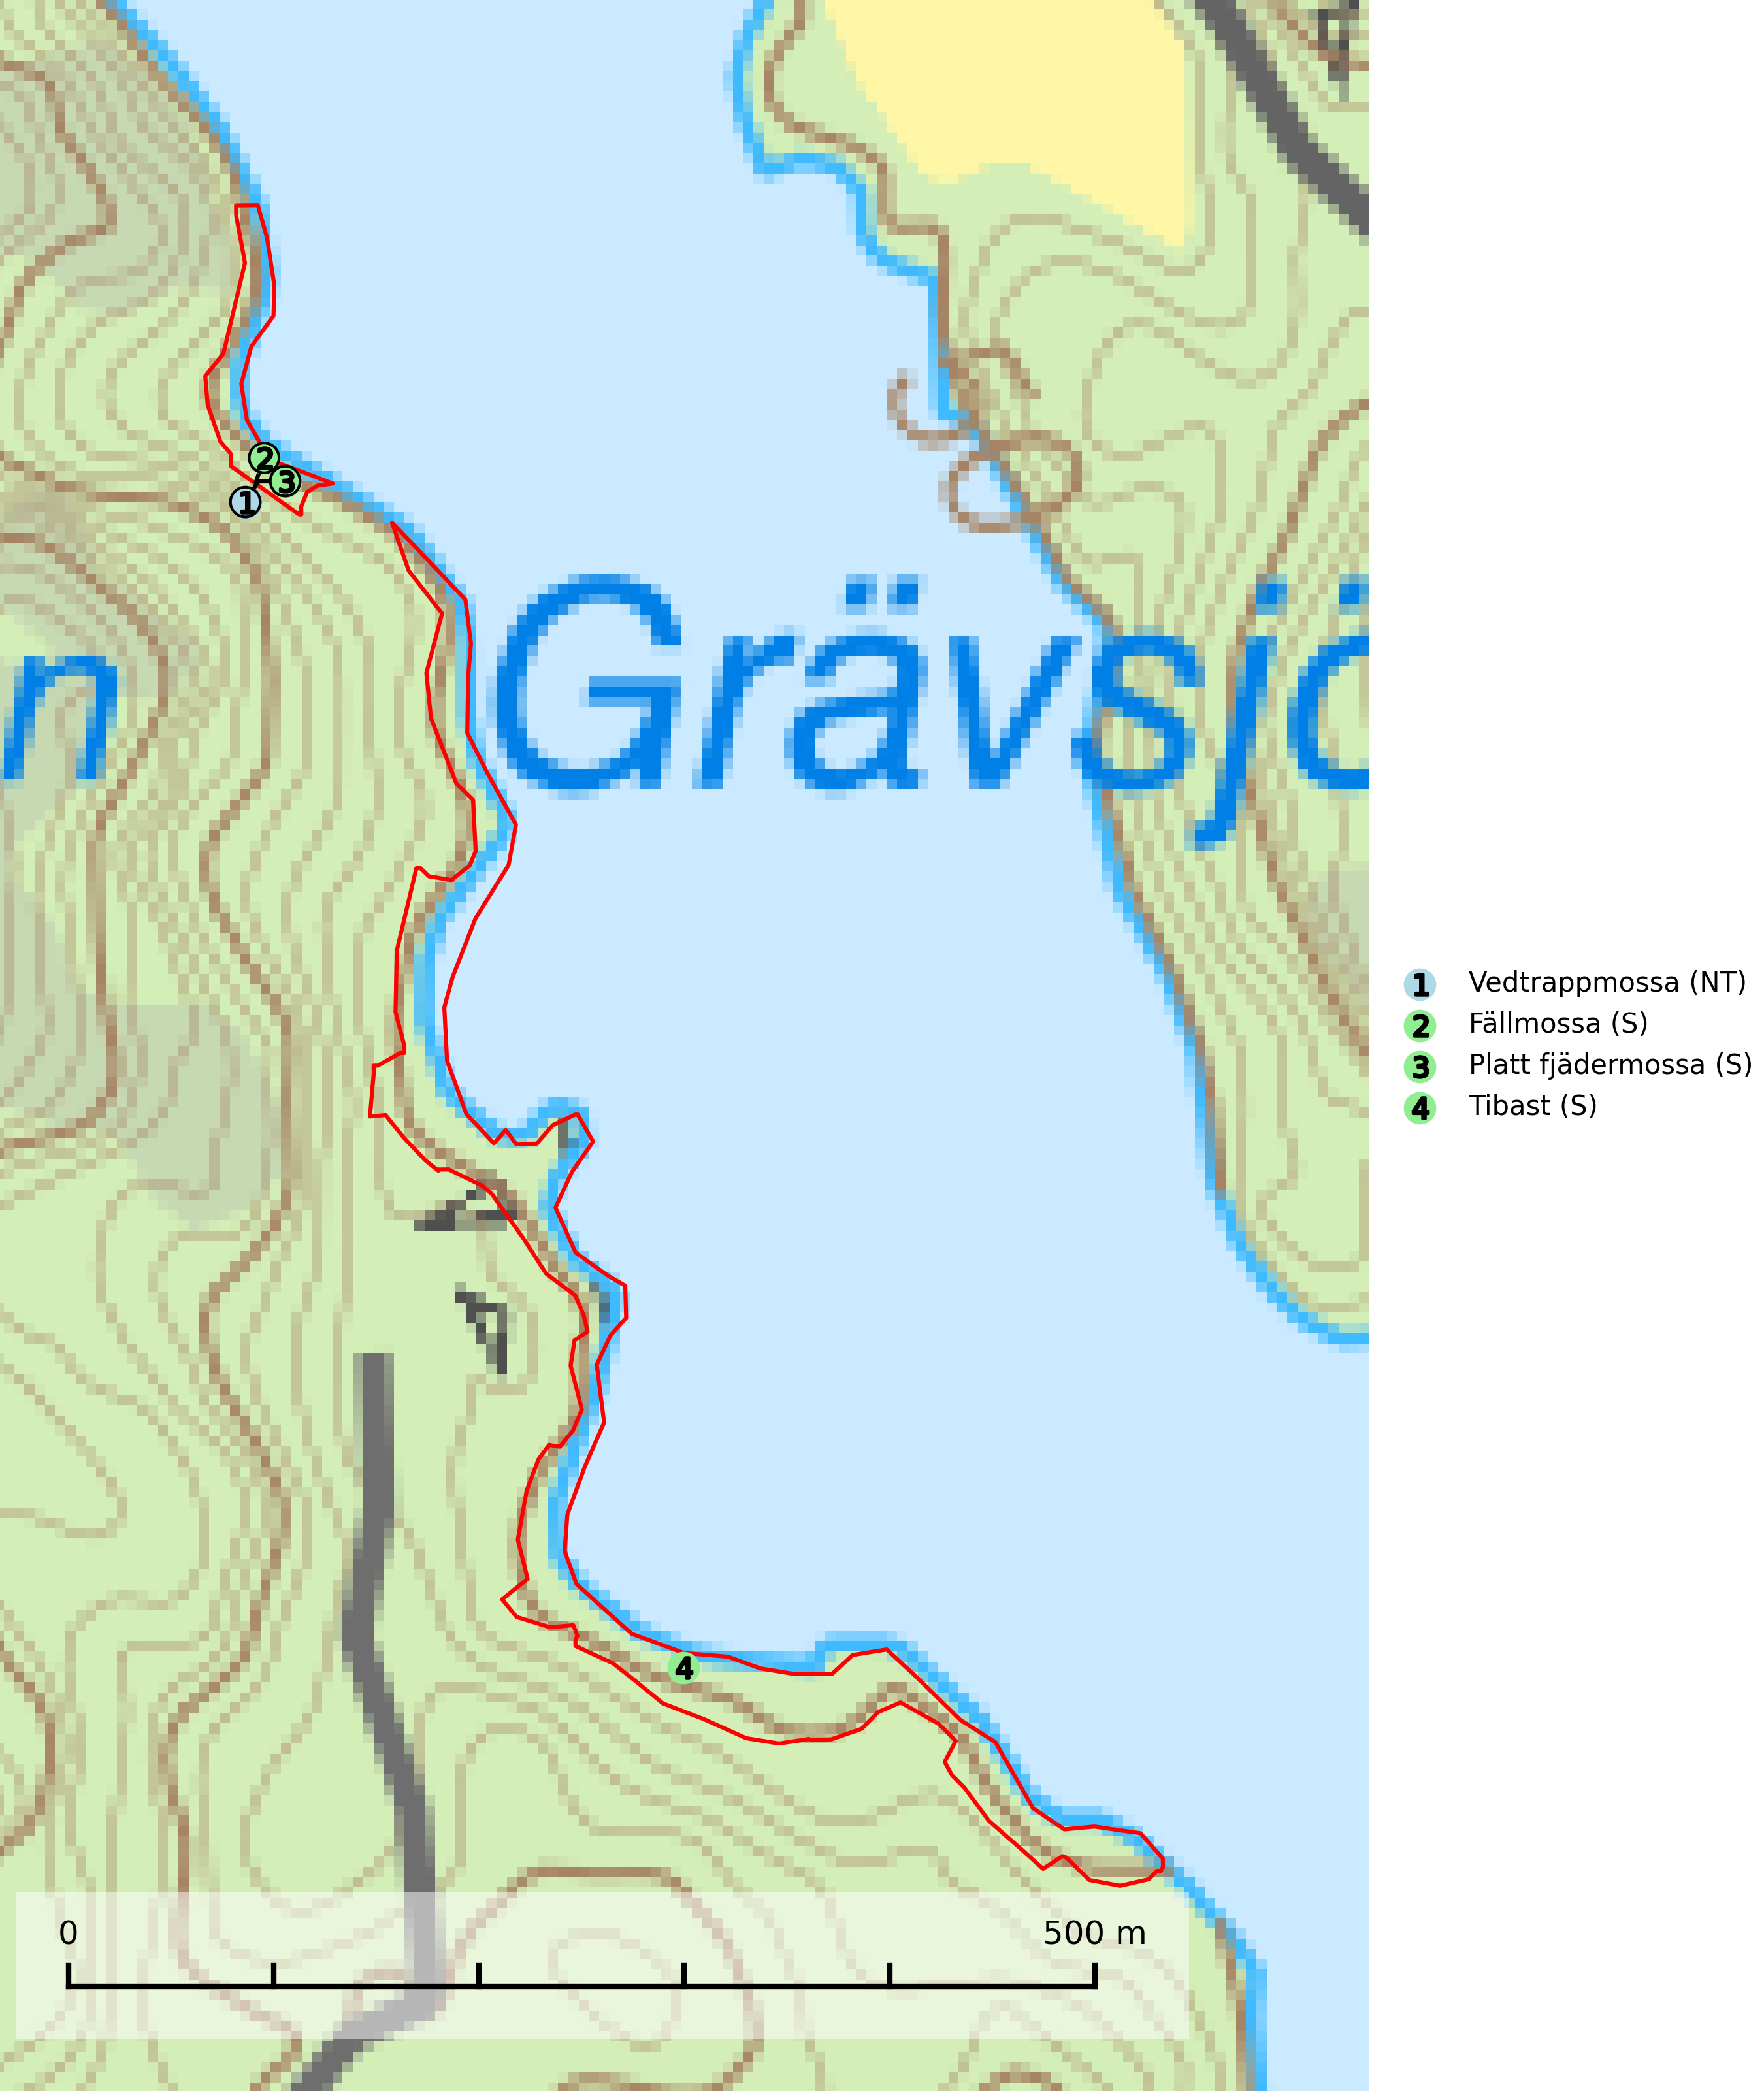 n
Grävsjö
1 Vedtrappmossa (NT)
2 Fällmossa (S)
3 Platt fjädermossa (S)
4 Tibast (S)
2
3
1
4
0 500 m